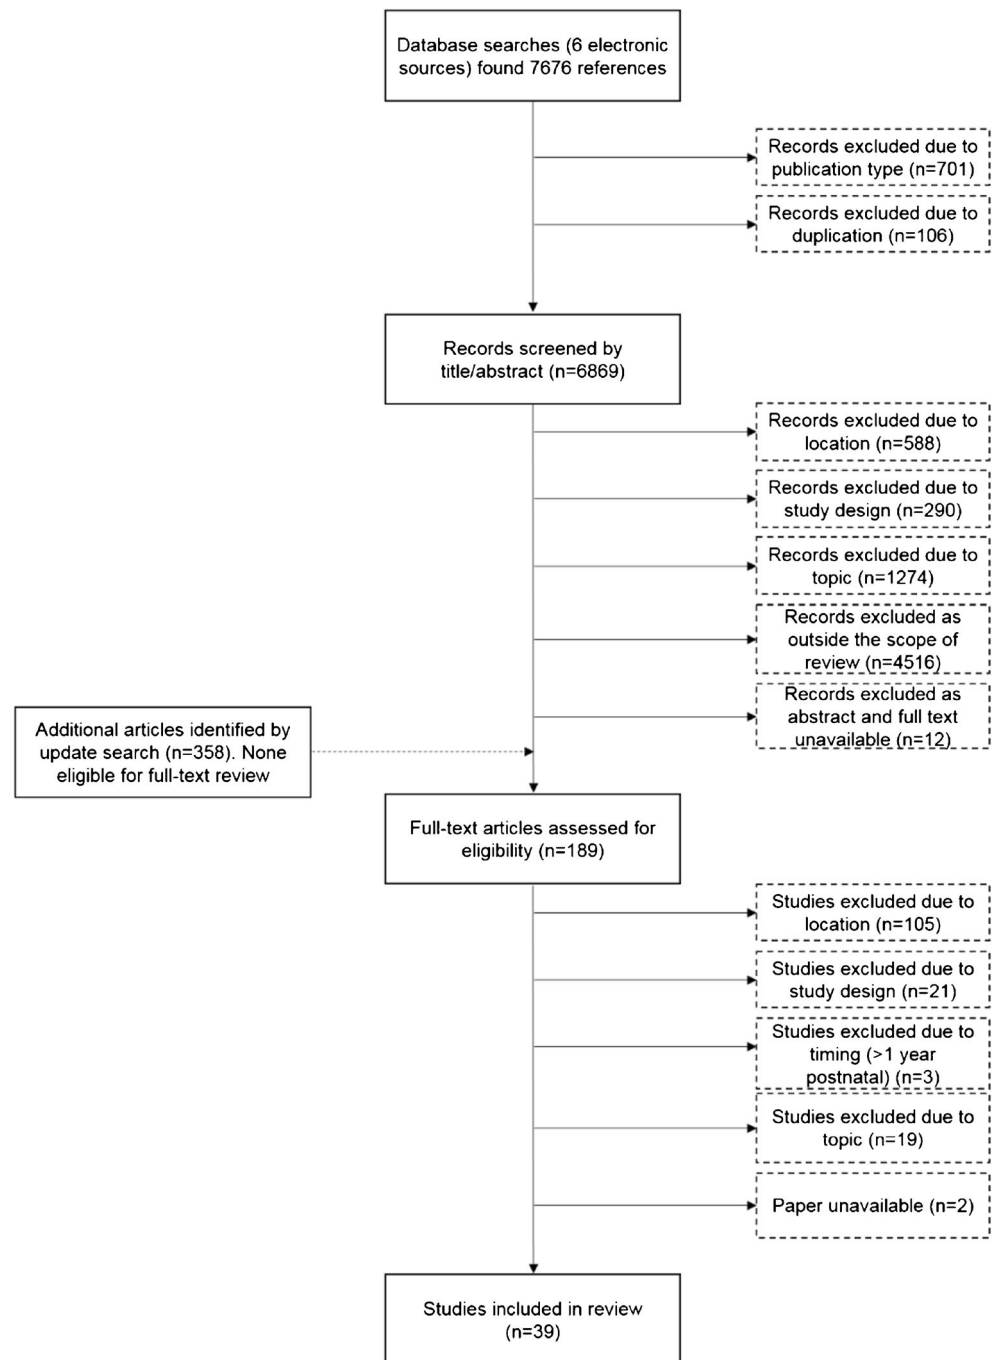 Database searches (6 electronic
sources) found 7676 references
Records excluded due to
publication type (n=701)
Records excluded due to
duplication (n=106)
Records screened by
title/abstract (n=6869)
Records excluded due to
location (n=588)
Records excluded due to
study design (n=290)
Records excluded due to
topic (n=1274)
Records excluded as
outside the scope of
review (n=4516)
Records excluded as
abstract and full text
unavailable (n=12)
Additional articles identified by
update search (n=358). None
eligible for full-text review
Full-text articles assessed for
eligibility (n=189)
Studies excluded due to
location (n=105)
Studies excluded due to
study design (n=21)
Studies excluded due to
timing (>1 year
postnatal) (n=3)
Studies excluded due to
topic (n=19)
Paper unavailable (n=2)
Studies included in review
(n=39)